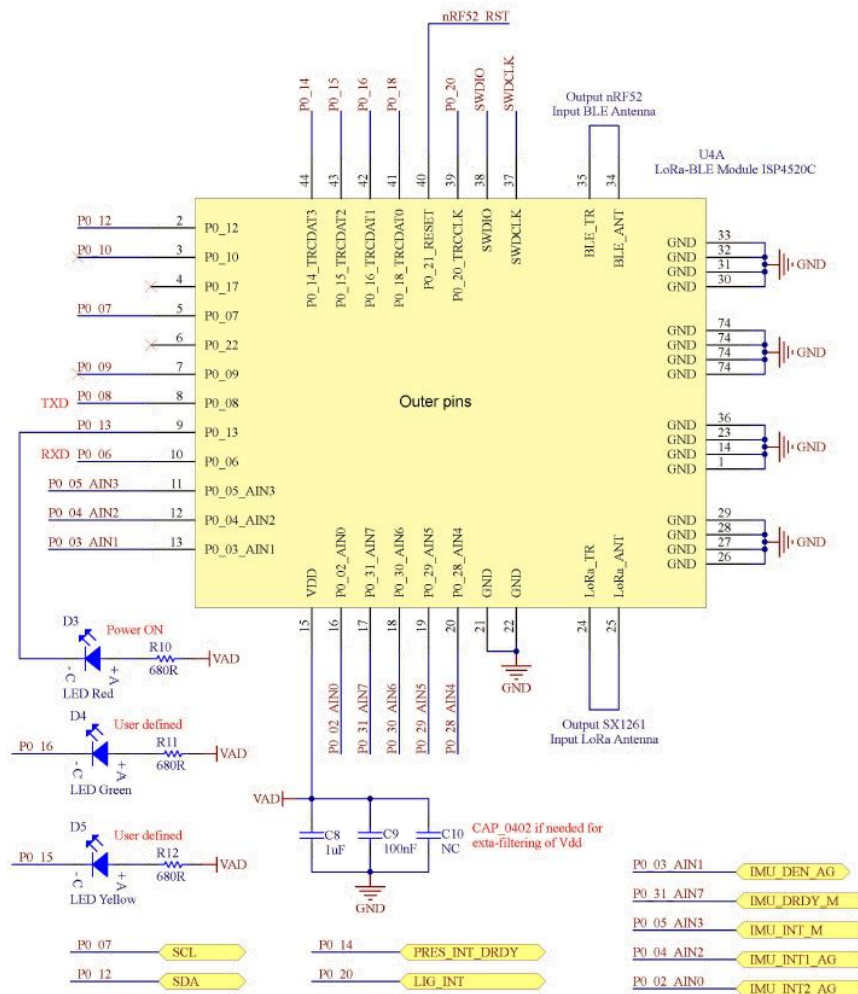 nRF52_RST
P0_14
P0_15
P0_16
P0_18
P0_20
SWDIO
SWDCLK
Output nRF52
Input BLE Antenna
U4A
LoRa-BLE Module ISP4520C
44
43
42
41
40
39
38
37
35
34
P0_14_TRCDAT3
P0_15_TRCDAT2
P0_16_TRCDAT1
P0_18_TRCDAT0
P0_21_RESET
P0_20_TRCCLK
SWDIO
SWDCLK
BLE_TR
BLE_ANT
P0_12 2 P0_12
P0_10 3 P0_10
4 P0_17
P0_07 5 P0_07
6 P0_22
P0_09 7 P0_09
TXD P0_08 8 P0_08
P0_13 9 P0_13
RXD P0_06 10 P0_06
P0_05_AIN3 11 P0_05_AIN3
P0_04_AIN2 12 P0_04_AIN2
P0_03_AIN1 13 P0_03_AIN1
Outer pins
GND 33
GND 32
GND 31
GND 30
GND
GND 74
GND 74
GND 74
GND 74
GND
GND 36
GND 23
GND 14
GND 1
GND
GND 29
GND 28
GND 27
GND 26
GND
VDD
P0_02_AIN0
P0_31_AIN7
P0_30_AIN6
P0_29_AIN5
P0_28_AIN4
GND
GND
LoRa_TR
LoRa_ANT
15
16
17
18
19
20
21
22
24
25
P0_02_AIN0
P0_31_AIN7
P0_30_AIN6
P0_29_AIN5
P0_28_AIN4
GND
Output SX1261
Input LoRa Antenna
D3
Power ON
R10
680R
VAD
- C
+A
LED Red
D4
User defined
P0_16
R11
680R
VAD
- C
+A
LED Green
D5
User defined
P0_15
R12
680R
VAD
- C
+A
LED Yellow
VAD
C8
1uF
C9
100nF
C10
NC
CAP_0402 if needed for
exta-filtering of Vdd
GND
P0_07 SCL
P0_12 SDA
P0_14 PRES_INT_DRDY
P0_20 LIG_INT
P0_03_AIN1 IMU_DEN_AG
P0_31_AIN7 IMU_DRDY_M
P0_05_AIN3 IMU_INT_M
P0_04_AIN2 IMU_INT1_AG
P0_02_AIN0 IMU_INT2_AG